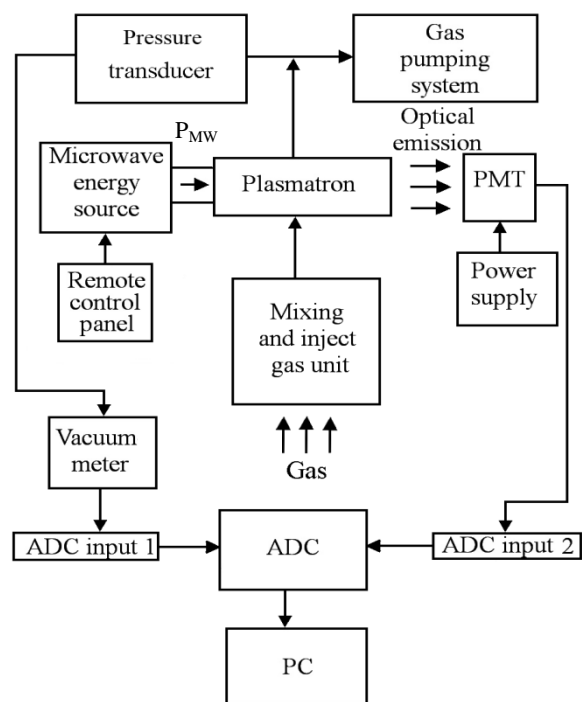 Pressure
transducer
Gas
pumping
system
P_MW
Optical
emission
Microwave
energy
source
Plasmatron
PMT
Remote
control
panel
Mixing
and inject
gas unit
Power
supply
Vacuum
meter
Gas
ADC input 1
ADC
ADC input 2
PC